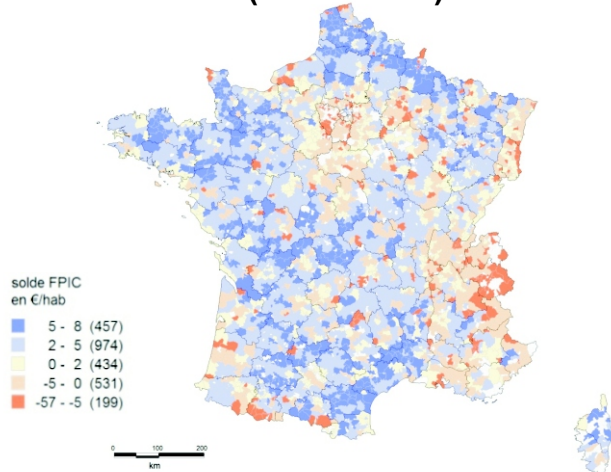 solde FPIC
en €/hab
5 - 8 (457)
2 - 5 (974)
0 - 2 (434)
-5 - 0 (531)
-57 - -5 (199)
0 100 200
km